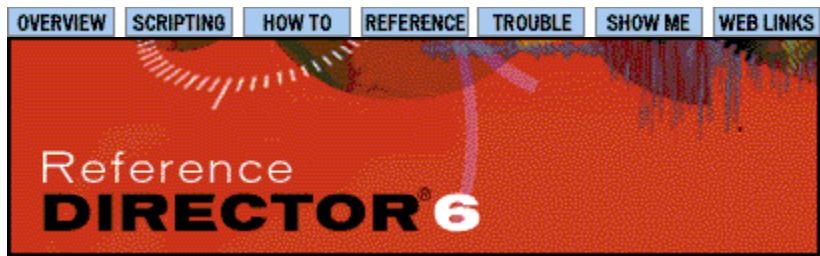 OVERVIEW SCRIPTING HOW TO REFERENCE TROUBLE SHOW ME WEB LINKS
Reference
DIRECTOR® 6